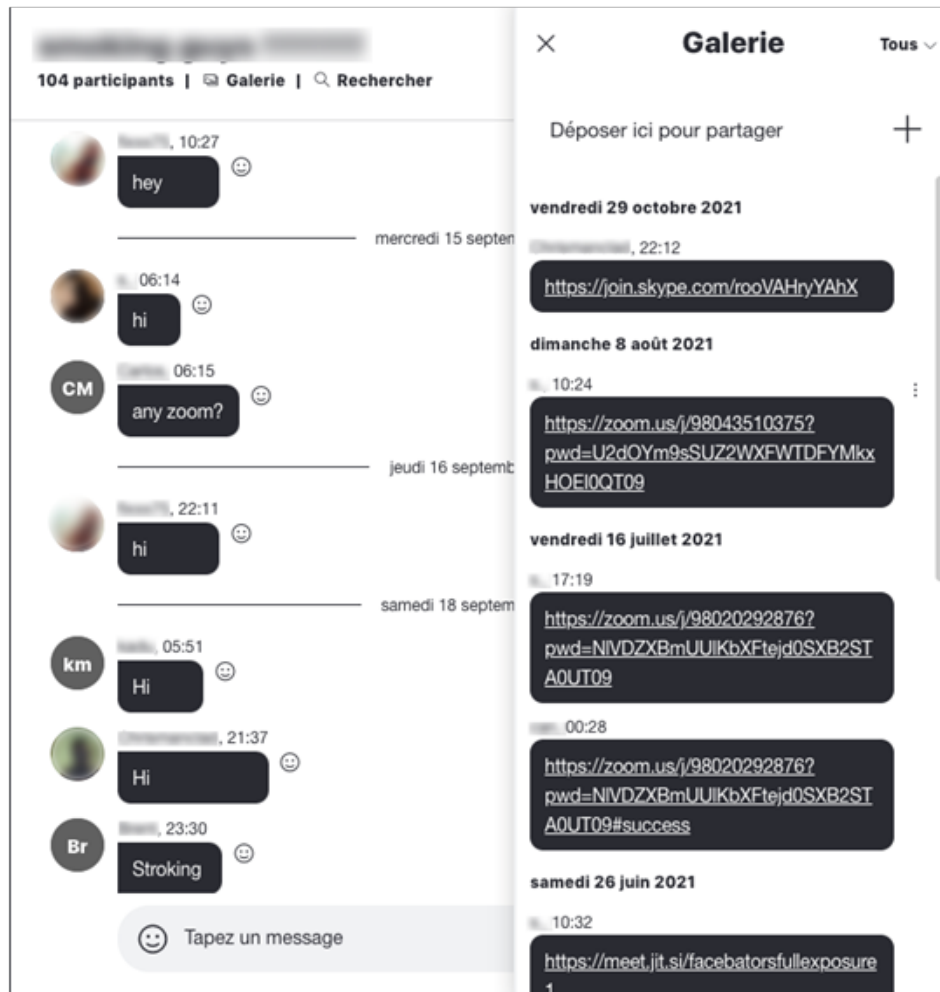 104 participants | Galerie | Rechercher
, 10:27
hey
mercredi 15 septem
, 06:14
hi
CM
, 06:15
any zoom?
jeudi 16 septemb
, 22:11
hi
samedi 18 septem
km
, 05:51
Hi
, 21:37
Hi
Br
, 23:30
Stroking
Tapez un message
Galerie
Tous
Déposer ici pour partager
vendredi 29 octobre 2021
, 22:12
https://join.skype.com/rooVAHryYAhX
dimanche 8 août 2021
, 10:24
https://zoom.us/j/98043510375?
pwd=U2dOYm9sSUZ2WXFWTDFYMkx
HOEI0QT09
vendredi 16 juillet 2021
, 17:19
https://zoom.us/j/98020292876?
pwd=NlVDZXBmUUlKbXFtejd0SXB2ST
A0UT09
, 00:28
https://zoom.us/j/98020292876?
pwd=NlVDZXBmUUlKbXFtejd0SXB2ST
A0UT09#success
samedi 26 juin 2021
, 10:32
https://meet.jit.si/facebatorsfullexposure
1